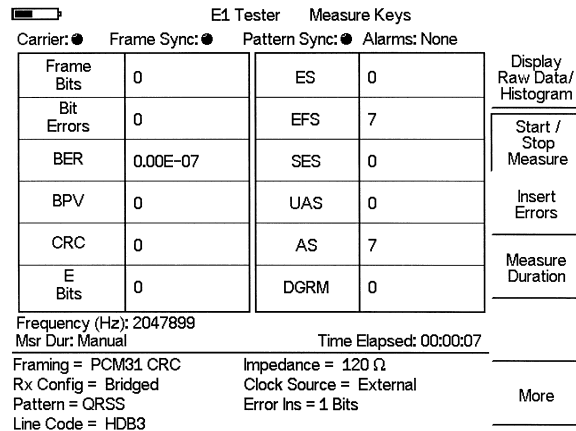 E1 Tester Measure Keys
Carrier: Frame Sync: Pattern Sync: Alarms: None
Frame Bits 0 ES 0
Bit Errors 0 EFS 7
BER 0.00E-07 SES 0
BPV 0 UAS 0
CRC 0 AS 7
E Bits 0 DGRM 0
Frequency (Hz): 2047899
Msr Dur: Manual Time Elapsed: 00:00:07
Framing = PCM31 CRC Impedance = 120 Ω
Rx Config = Bridged Clock Source = External
Pattern = QRSS Error Ins = 1 Bits
Line Code = HDB3
Display
Raw Data/
Histogram
Start /
Stop
Measure
Insert
Errors
Measure
Duration
More